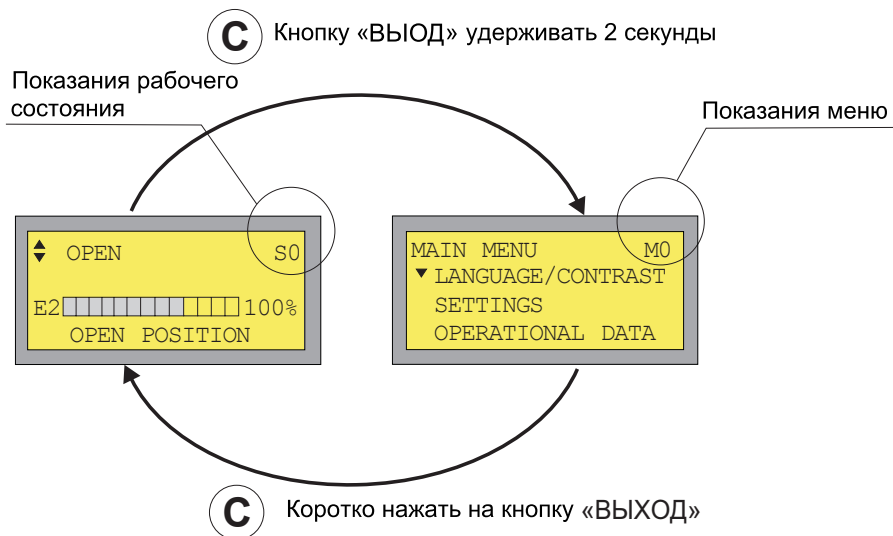 C Кнопку «ВЫОД» удерживать 2 секунды
Показания рабочего
состояния
Показания меню
OPEN S0
E2 100%
OPEN POSITION
MAIN MENU M0
LANGUAGE/CONTRAST
SETTINGS
OPERATIONAL DATA
C Коротко нажать на кнопку «ВЫХОД»